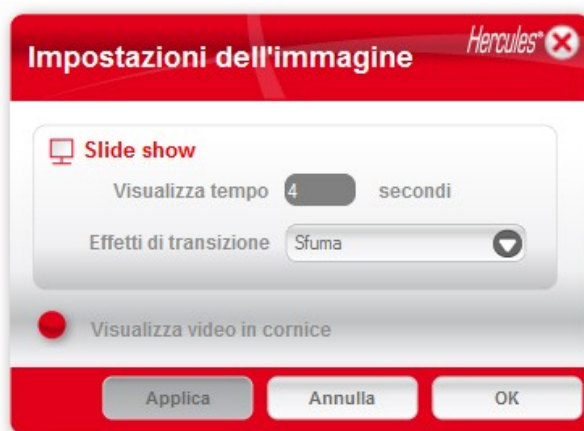 Hercules®
Impostazioni dell'immagine
Slide show
Visualizza tempo 4 secondi
Effetti di transizione Sfuma
Visualizza video in cornice
Applica Annulla OK